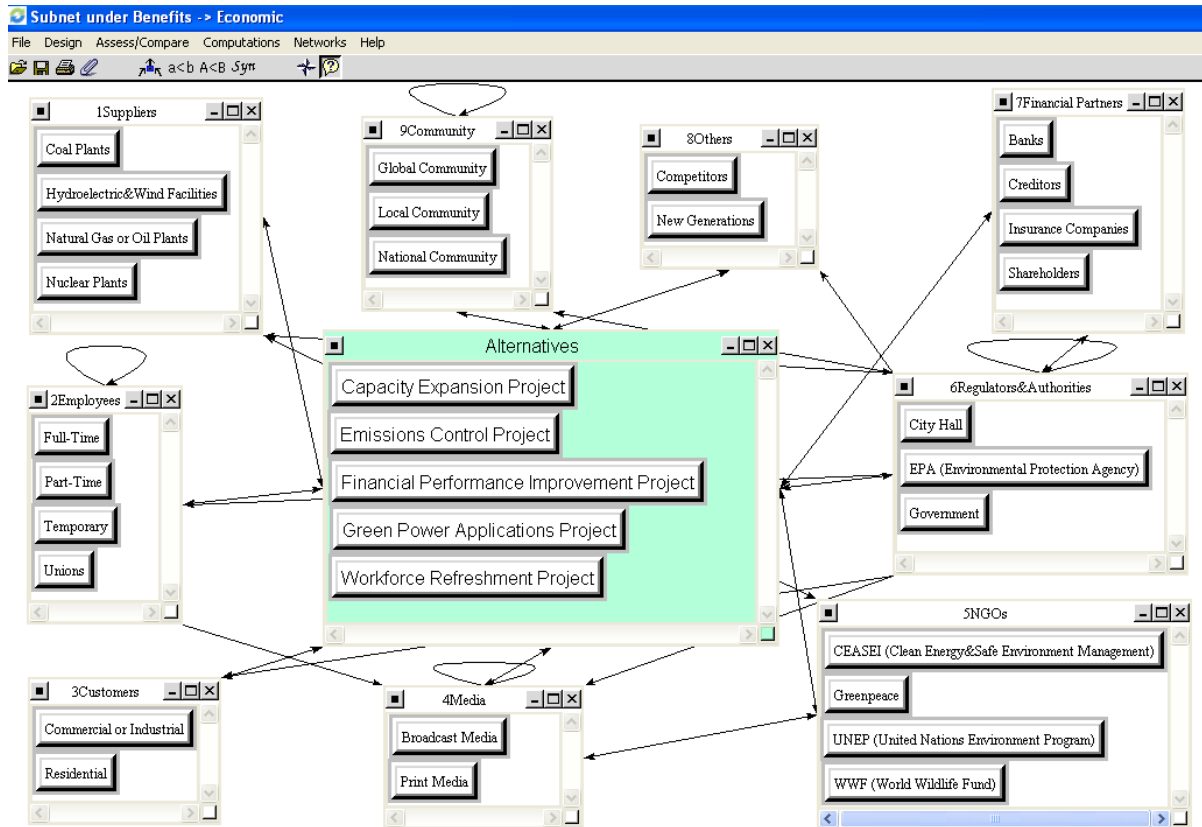 Subnet under Benefits -> Economic
File Design Assess/Compare Computations Networks Help
a<b A<B Syn
1Suppliers
Coal Plants
Hydroelectric&Wind Facilities
Natural Gas or Oil Plants
Nuclear Plants
9Community
Global Community
Local Community
National Community
8Others
Competitors
New Generations
7Financial Partners
Banks
Creditors
Insurance Companies
Shareholders
2Employees
Full-Time
Part-Time
Temporary
Unions
Alternatives
Capacity Expansion Project
Emissions Control Project
Financial Performance Improvement Project
Green Power Applications Project
Workforce Refreshment Project
6Regulators&Authorities
City Hall
EPA (Environmental Protection Agency)
Government
3Customers
Commercial or Industrial
Residential
4Media
Broadcast Media
Print Media
5NGOs
CEASEI (Clean Energy&Safe Environment Management)
Greenpeace
UNEP (United Nations Environment Program)
WWF (World Wildlife Fund)